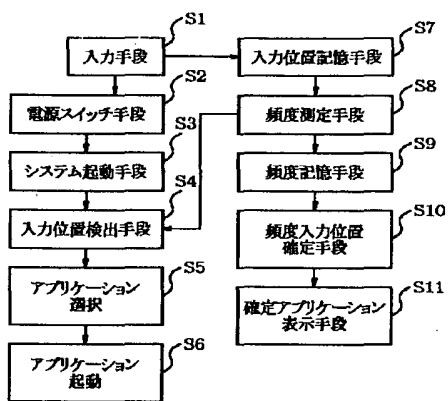 S1
入力手段
S2
電源スイッチ手段
S3
システム起動手段
S4
入力位置検出手段
S5
アプリケーション
選択
S6
アプリケーション
起動
S7
入力位置記憶手段
S8
頻度測定手段
S9
頻度記憶手段
S10
頻度入力位置
確定手段
S11
確定アプリケーション
表示手段